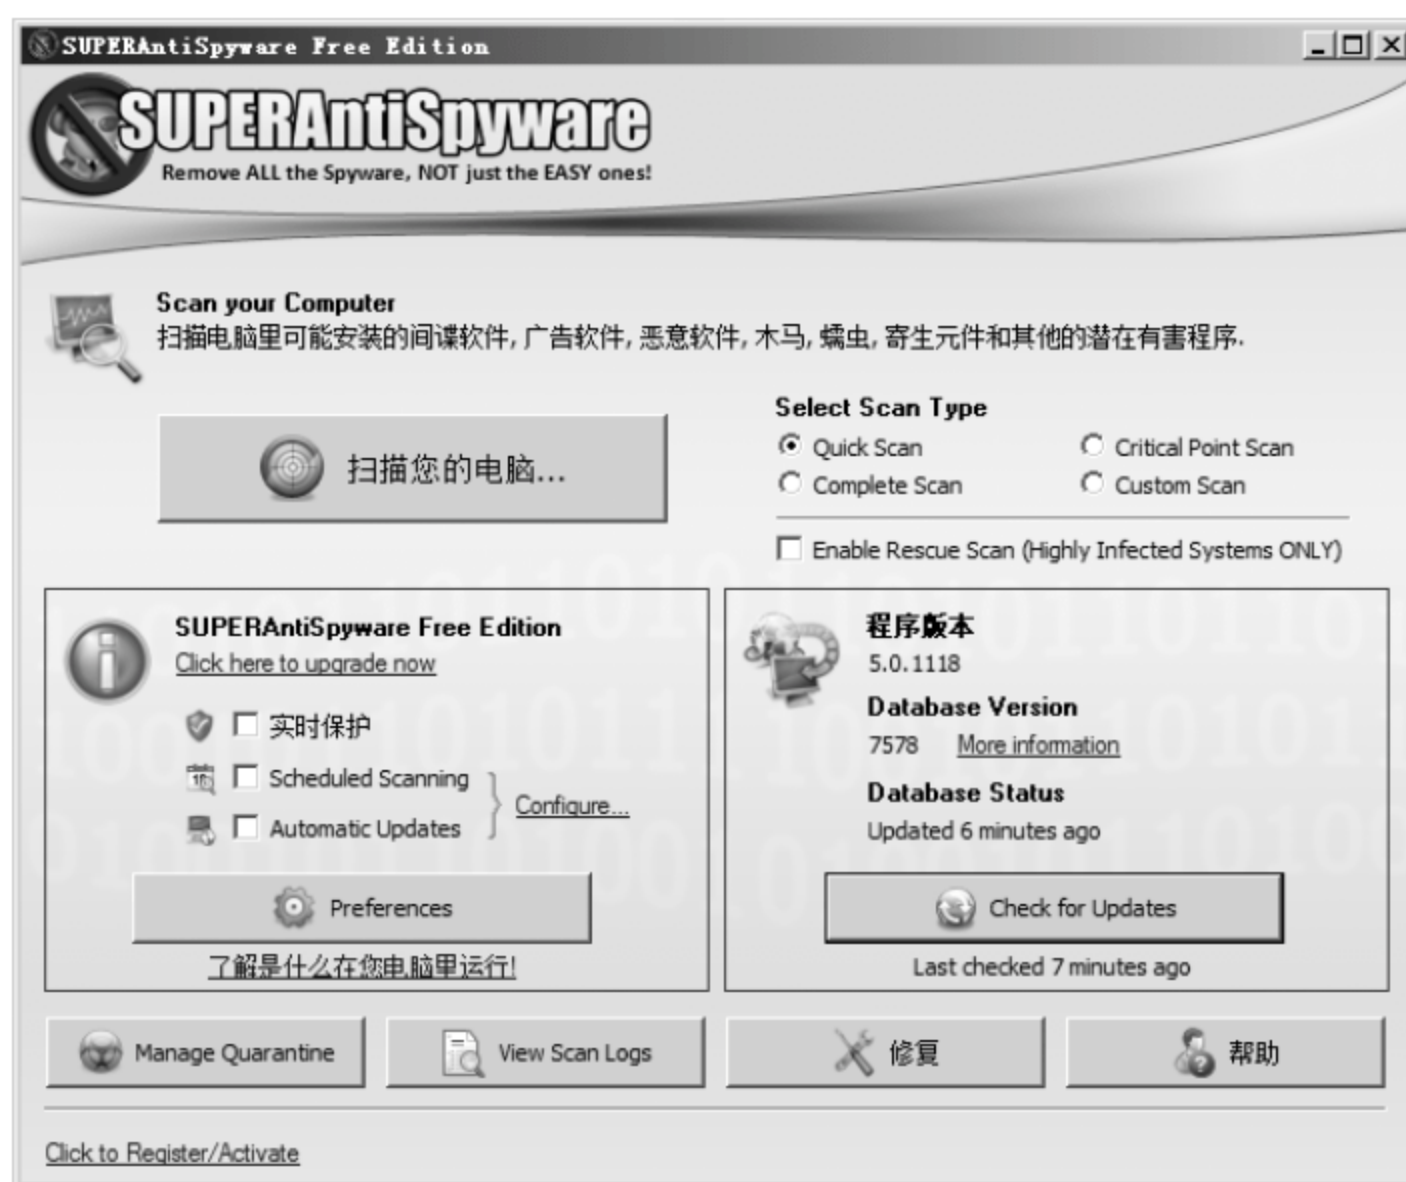 SUPERAntiSpyware Free Edition
SUPERAntiSpyware
Remove ALL the Spyware, NOT just the EASY ones!
Scan your Computer
扫描电脑里可能安装的间谍软件, 广告软件, 恶意软件, 木马, 蠕虫, 寄生元件和其他的潜在有害程序.
扫描您的电脑...
Select Scan Type
Quick Scan
Critical Point Scan
Complete Scan
Custom Scan
Enable Rescue Scan (Highly Infected Systems ONLY)
SUPERAntiSpyware Free Edition
Click here to upgrade now
实时保护
Scheduled Scanning
Automatic Updates
Configure...
Preferences
了解是什么在您电脑里运行!
程序版本
5.0.1118
Database Version
7578 More information
Database Status
Updated 6 minutes ago
Check for Updates
Last checked 7 minutes ago
Manage Quarantine
View Scan Logs
修复
帮助
Click to Register/Activate